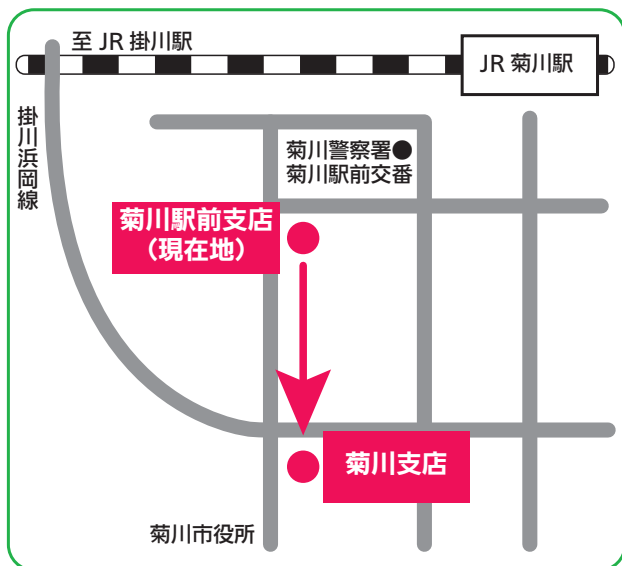 至 JR 掛川駅
JR 菊川駅
掛川浜岡線
菊川警察署●
菊川駅前交番
菊川駅前支店
（現在地）
菊川支店
菊川市役所